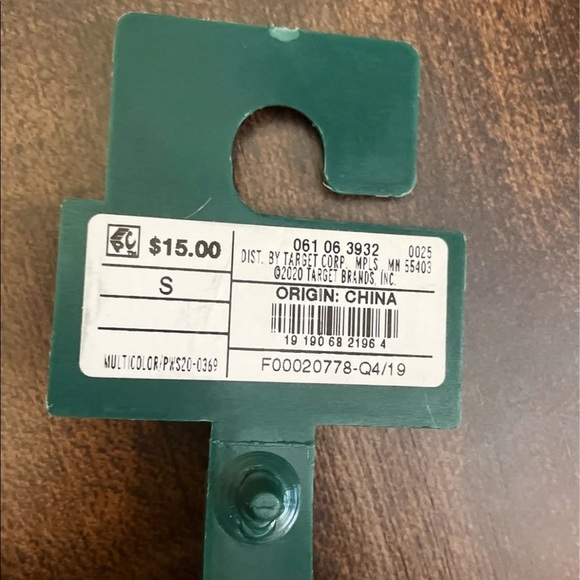 PC™ $15.00
S
MULTICOLOR/PWS20-0369
061 06 3932 0025
DIST. BY TARGET CORP., MPLS., MN 55403
©2020 TARGET BRANDS, INC.
ORIGIN: CHINA
19 190 68 2196 4
F00020778-Q4/19